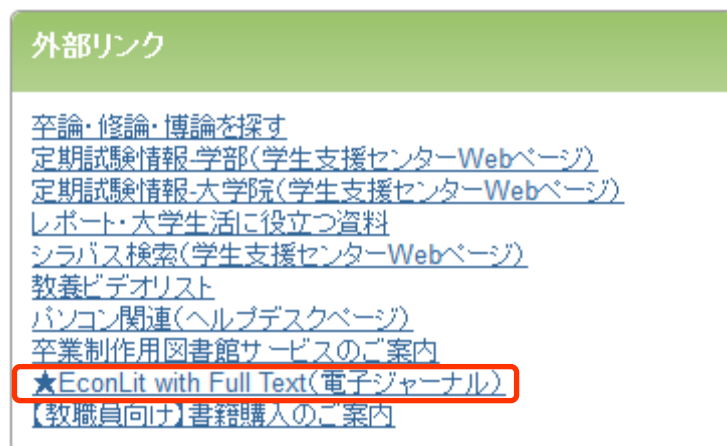 外部リンク
卒論・修論・博論を探す
定期試験情報-学部(学生支援センターWebページ)
定期試験情報-大学院(学生支援センターWebページ)
レポート・大学生活に役立つ資料
シラバス検索(学生支援センターWebページ)
教養ビデオリスト
パソコン関連(ヘルプデスクページ)
卒業制作用図書館サービスのご案内
★EconLit with Full Text(電子ジャーナル)
【教職員向け】書籍購入のご案内